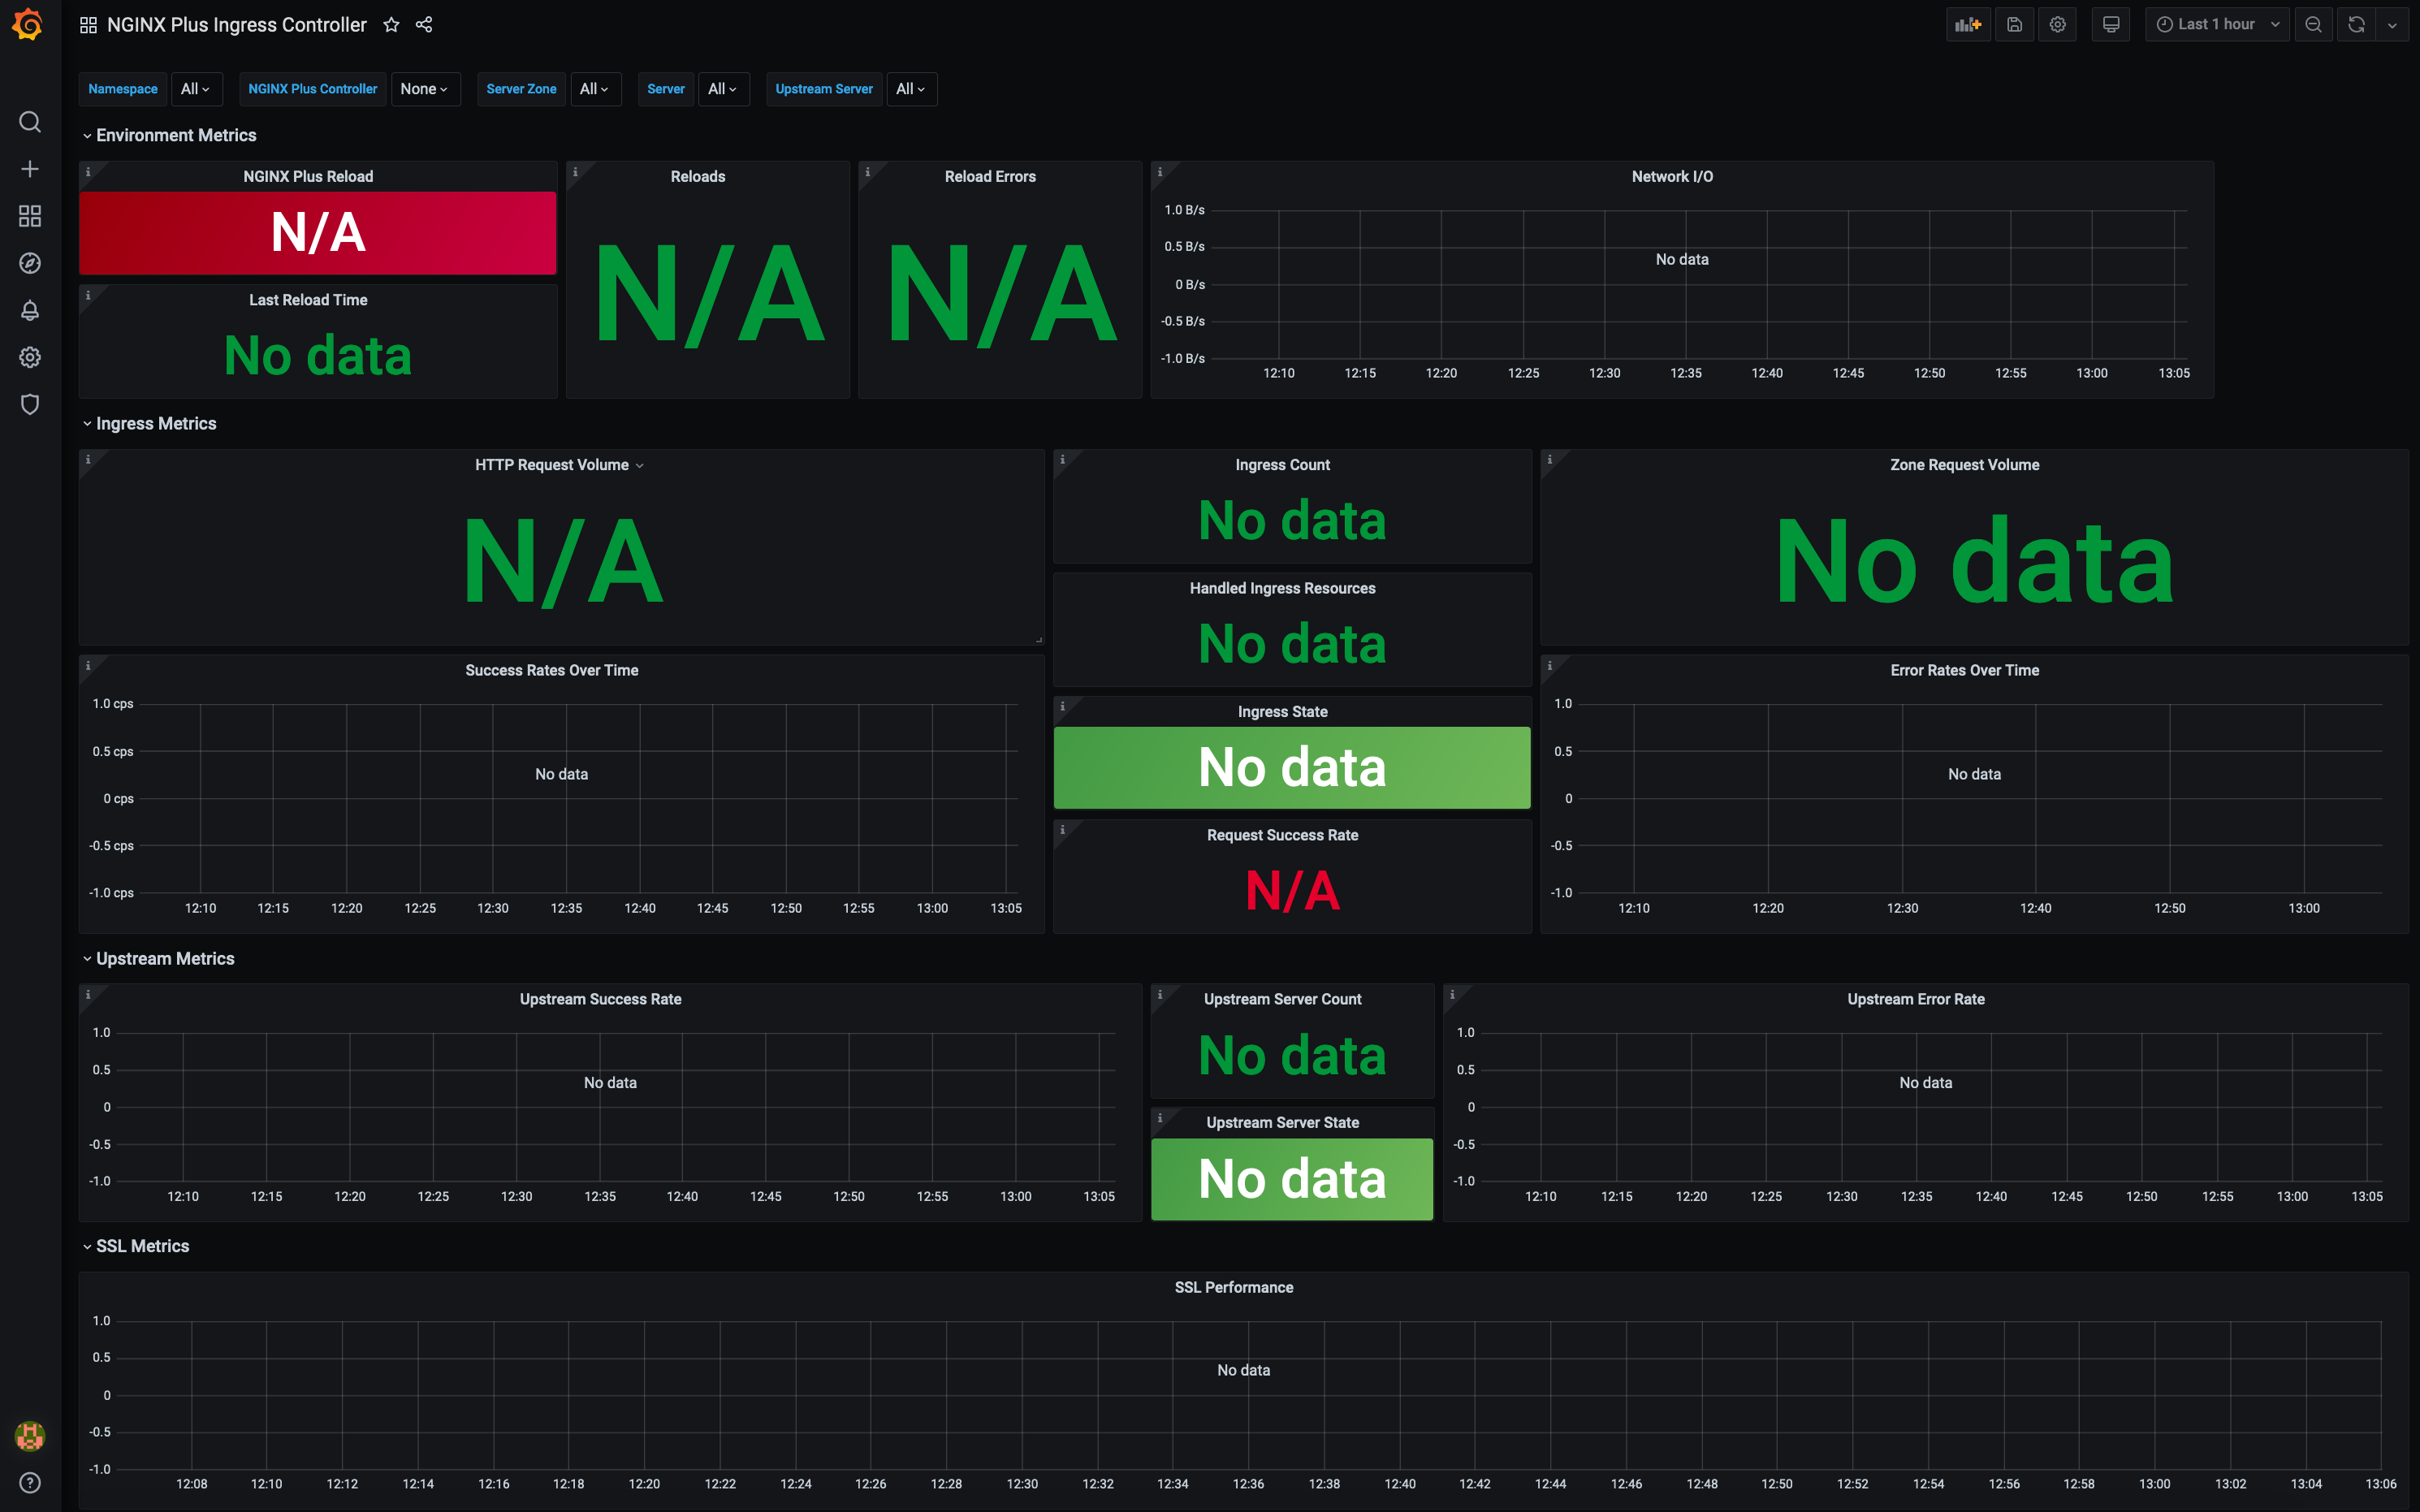 NGINX Plus Ingress Controller
Last 1 hour
Namespace All NGINX Plus Controller None Server Zone All Server All Upstream Server All
Environment Metrics
NGINX Plus Reload
N/A
Last Reload Time
No data
Reloads
N/A
Reload Errors
N/A
Network I/O
1.0 B/s
0.5 B/s
0 B/s
-0.5 B/s
-1.0 B/s
No data
12:10 12:15 12:20 12:25 12:30 12:35 12:40 12:45 12:50 12:55 13:00 13:05
Ingress Metrics
HTTP Request Volume
N/A
Ingress Count
No data
Handled Ingress Resources
No data
Zone Request Volume
No data
Success Rates Over Time
1.0 cps
0.5 cps
0 cps
-0.5 cps
-1.0 cps
No data
12:10 12:15 12:20 12:25 12:30 12:35 12:40 12:45 12:50 12:55 13:00 13:05
Ingress State
No data
Request Success Rate
N/A
Error Rates Over Time
1.0
0.5
0
-0.5
-1.0
No data
12:10 12:20 12:30 12:40 12:50 13:00
Upstream Metrics
Upstream Success Rate
1.0
0.5
0
-0.5
-1.0
No data
12:10 12:15 12:20 12:25 12:30 12:35 12:40 12:45 12:50 12:55 13:00 13:05
Upstream Server Count
No data
Upstream Server State
No data
Upstream Error Rate
1.0
0.5
0
-0.5
-1.0
No data
12:10 12:15 12:20 12:25 12:30 12:35 12:40 12:45 12:50 12:55 13:00 13:05
SSL Metrics
SSL Performance
1.0
0.5
0
-0.5
-1.0
No data
12:08 12:10 12:12 12:14 12:16 12:18 12:20 12:22 12:24 12:26 12:28 12:30 12:32 12:34 12:36 12:38 12:40 12:42 12:44 12:46 12:48 12:50 12:52 12:54 12:56 12:58 13:00 13:02 13:04 13:06